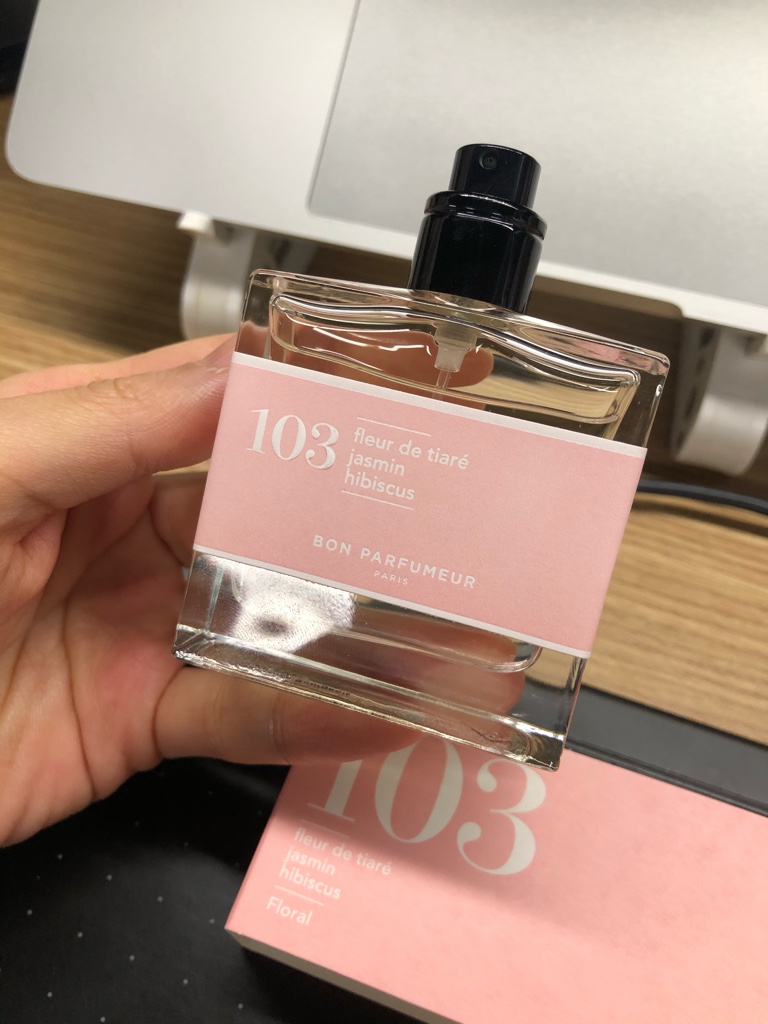 103
fleur de tiaré
jasmin
hibiscus
BON PARFUMEUR
PARIS
103
fleur de tiaré
jasmin
hibiscus
Floral